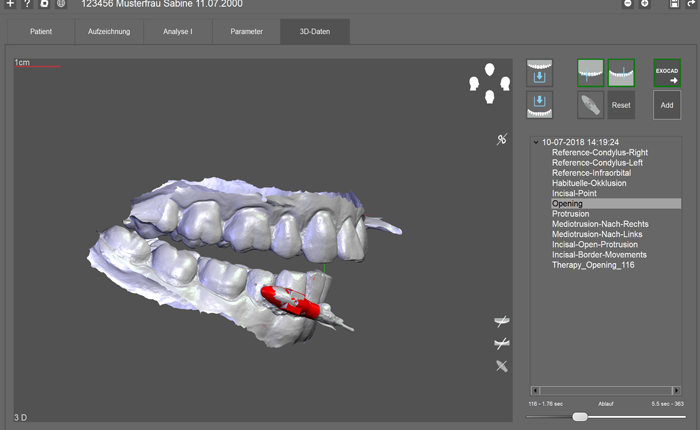 123456 Musterfrau Sabine 11.07.2000
Patient
Aufzeichnung
Analyse I
Parameter
3D-Daten
1cm
EXOCAD
Reset
Add
10-07-2018 14:19:24
Reference-Condylus-Right
Reference-Condylus-Left
Reference-Infraorbital
Habituelle-Okklusion
Incisal-Point
Opening
Protrusion
Mediotrusion-Nach-Rechts
Mediotrusion-Nach-Links
Incisal-Open-Protrusion
Incisal-Border-Movements
Therapy_Opening_116
116 - 1.76 sec
Ablauf
5.5 sec - 363
3 D